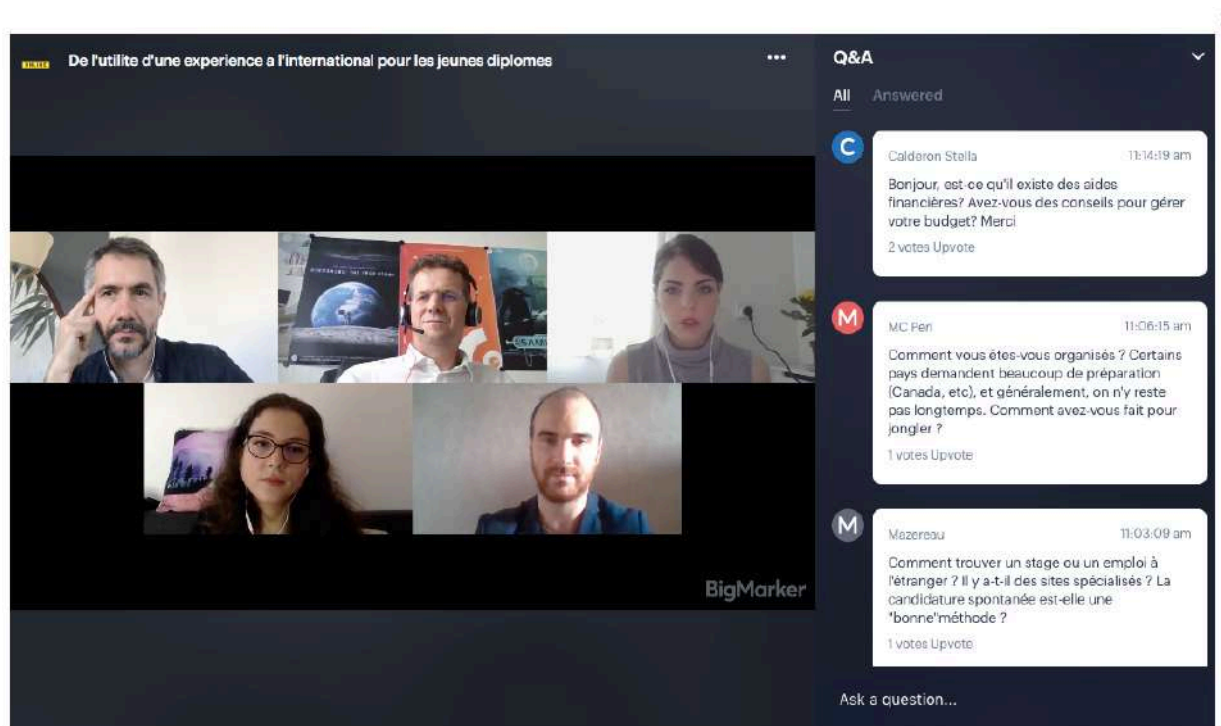 De l'utilite d'une experience a l'international pour les jeunes diplomes
...
BigMarker
Q&A
All Answered
C
Calderon Stella 11:14:19 am
Bonjour, est-ce qu'il existe des aides
financières? Avez-vous des conseils pour gérer
votre budget? Merci
2 votes Upvote
M
MC Pen 11:06:15 am
Comment vous êtes-vous organisés ? Certains
pays demandent beaucoup de préparation
(Canada, etc), et généralement, on n'y reste
pas longtemps. Comment avez-vous fait pour
jongler ?
1 votes Upvote
M
Mazereau 11:03:09 am
Comment trouver un stage ou un emploi à
l'étranger ? Il y a-t-il des sites spécialisés ? La
candidature spontanée est-elle une
"bonne"méthode ?
1 votes Upvote
Ask a question...